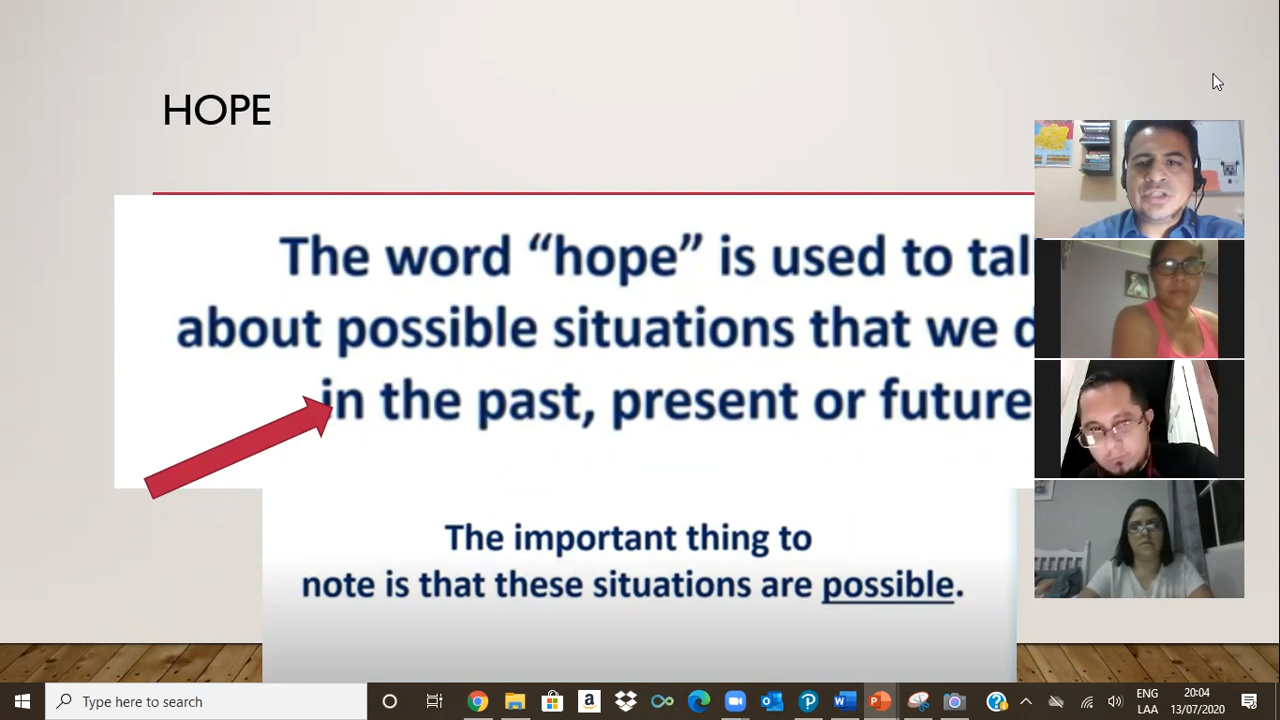 HOPE
The word “hope” is used to tal
about possible situations that we d
in the past, present or future
The important thing to
note is that these situations are possible.
Type here to search
ENG
LAA
20:04
13/07/2020